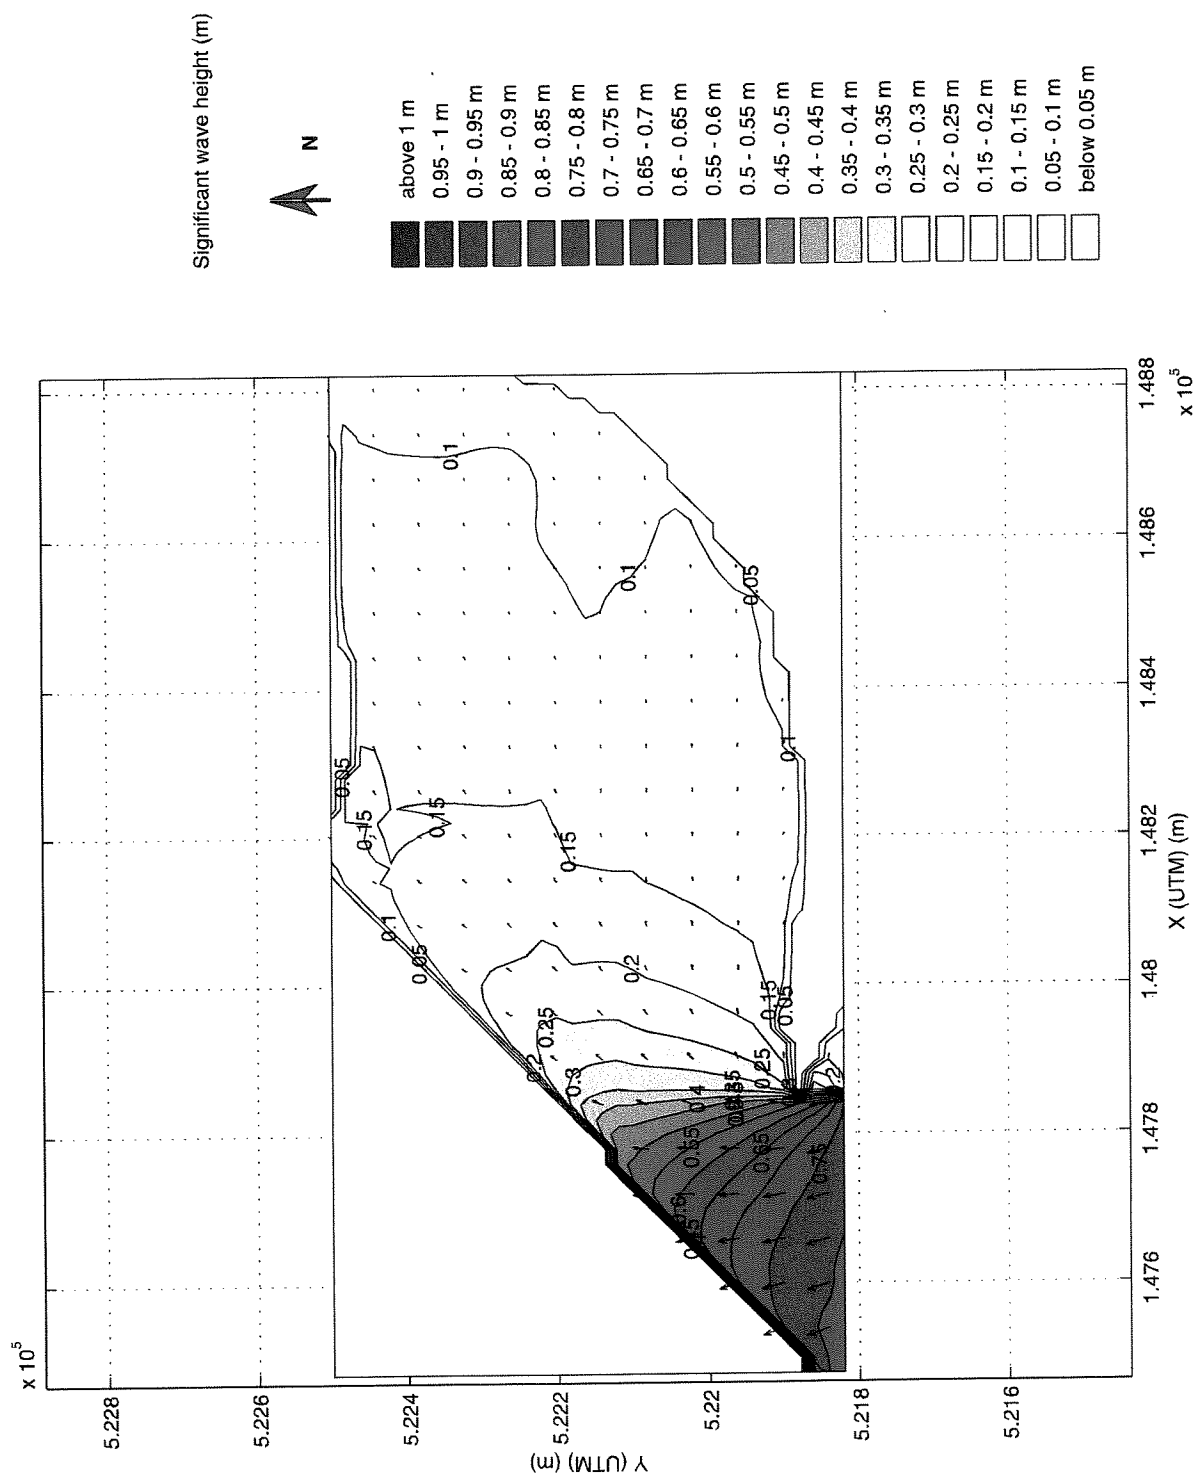 Significant wave height (m)
N
above 1 m
0.95 - 1 m
0.9 - 0.95 m
0.85 - 0.9 m
0.8 - 0.85 m
0.75 - 0.8 m
0.7 - 0.75 m
0.65 - 0.7 m
0.6 - 0.65 m
0.55 - 0.6 m
0.5 - 0.55 m
0.45 - 0.5 m
0.4 - 0.45 m
0.35 - 0.4 m
0.3 - 0.35 m
0.25 - 0.3 m
0.2 - 0.25 m
0.15 - 0.2 m
0.1 - 0.15 m
0.05 - 0.1 m
below 0.05 m
x 10⁵
5.228
5.226
5.224
5.222
5.22
5.218
5.216
Y (UTM) (m)
1.476
1.478
1.48
1.482
1.484
1.486
1.488
x 10⁵
X (UTM) (m)
0.1
0.1
0.05
0.05
0.15
0.15
0.15
0.1
0.1
0.05
0.2
0.15
0.05
0.25
0.2
0.3
0.25
0.4
0.55
0.65
0.75
0.6